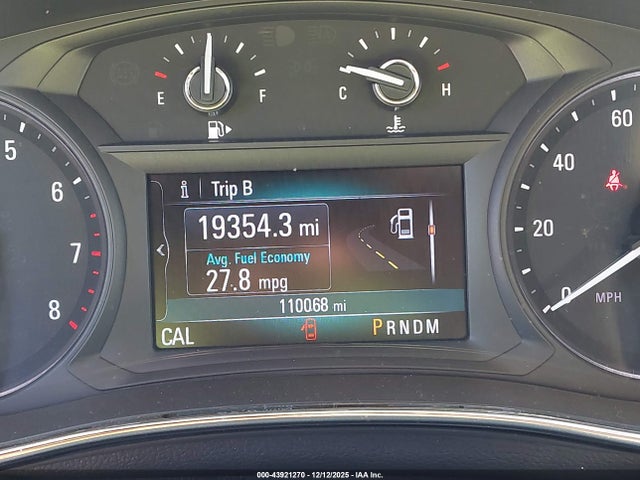 E F
C H
5
6
7
8
i Trip B
19354.3 mi
Avg. Fuel Economy
27.8 mpg
110068 mi
CAL PRNDM
60
40
20
0
MPH
000-43921270 - 12/12/2025 - IAA Inc.